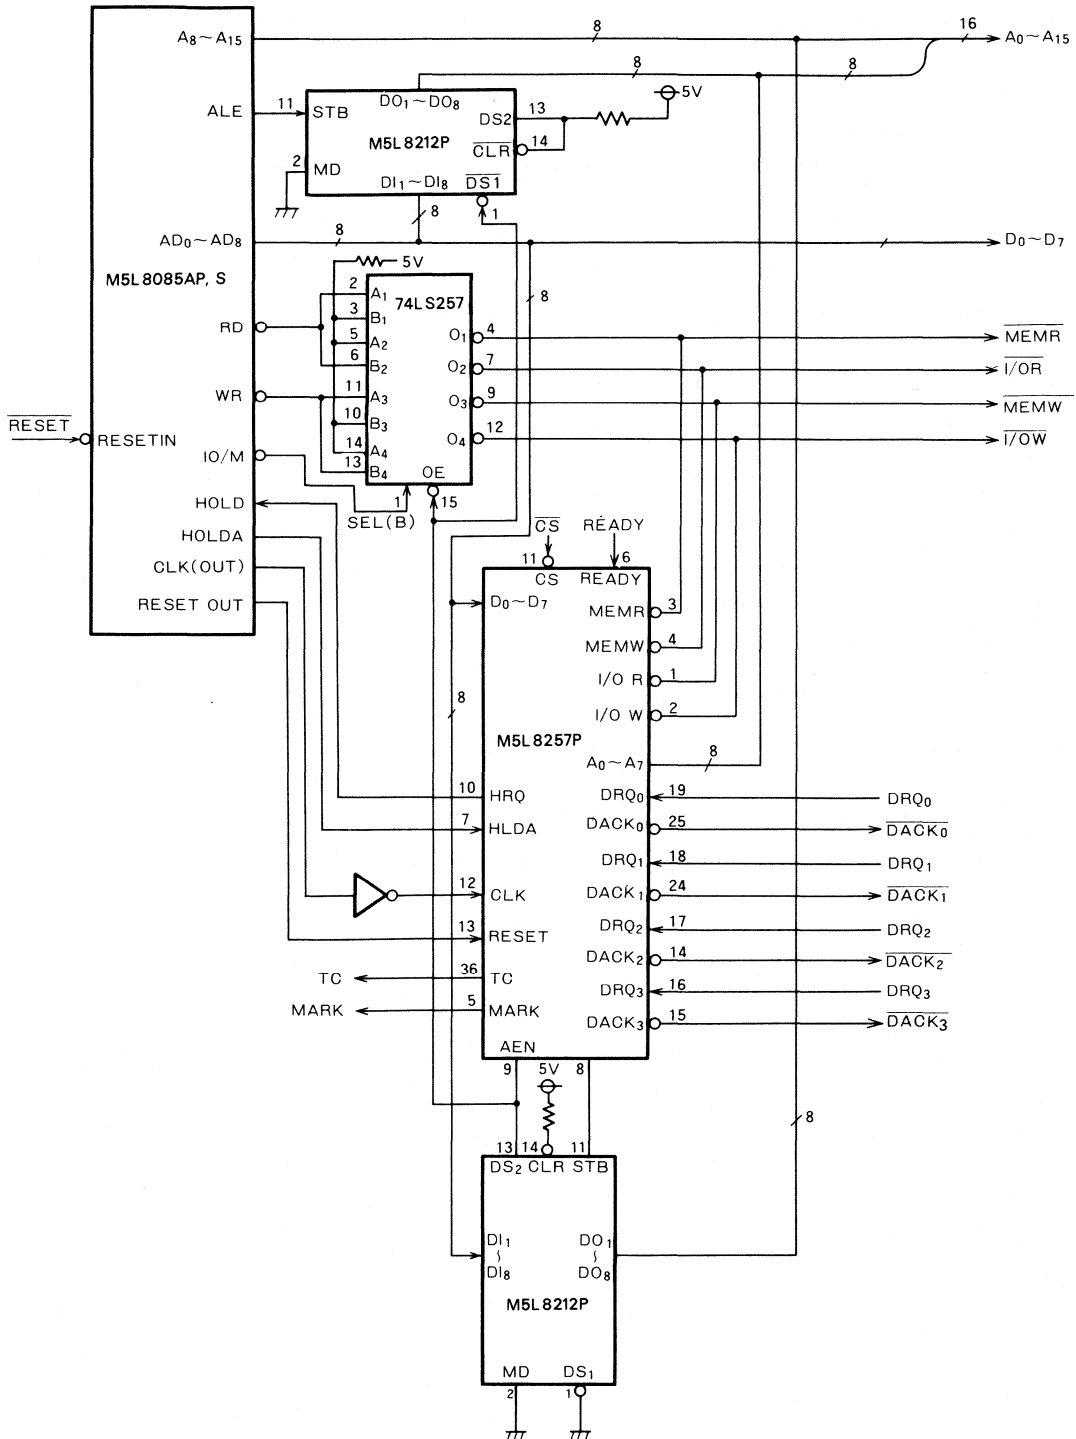 A8~A15
8
16
A0~A15
8
8
ALE
11
STB
DO1~DO8
DS2
13
5V
M5L8212P
CLR
14
2
MD
DI1~DI8
DS1
8
1
AD0~AD8
8
D0~D7
M5L8085AP, S
5V
8
74LS257
2
A1
3
B1
5
A2
6
B2
11
A3
10
B3
14
A4
13
B4
O1
4
MEMR
O2
7
I/OR
O3
9
MEMW
O4
12
I/OW
RD
WR
RESET
RESETIN
IO/M
OE
1
15
SEL(B)
HOLD
HOLDA
CLK(OUT)
RESET OUT
CS
READY
11
6
CS
READY
D0~D7
MEMR
3
MEMW
4
I/O R
1
I/O W
2
8
M5L8257P
A0~A7
8
10
HRQ
DRQ0
19
DRQ0
7
HLDA
DACK0
25
DACK0
DRQ1
18
DRQ1
12
CLK
DACK1
24
DACK1
13
RESET
DRQ2
17
DRQ2
DACK2
14
DACK2
TC
36
TC
DRQ3
16
DRQ3
MARK
5
MARK
DACK3
15
DACK3
AEN
9
5V
8
8
13
14
11
DS2
CLR
STB
DI1
~
DI8
DO1
~
DO8
M5L8212P
MD
DS1
2
1